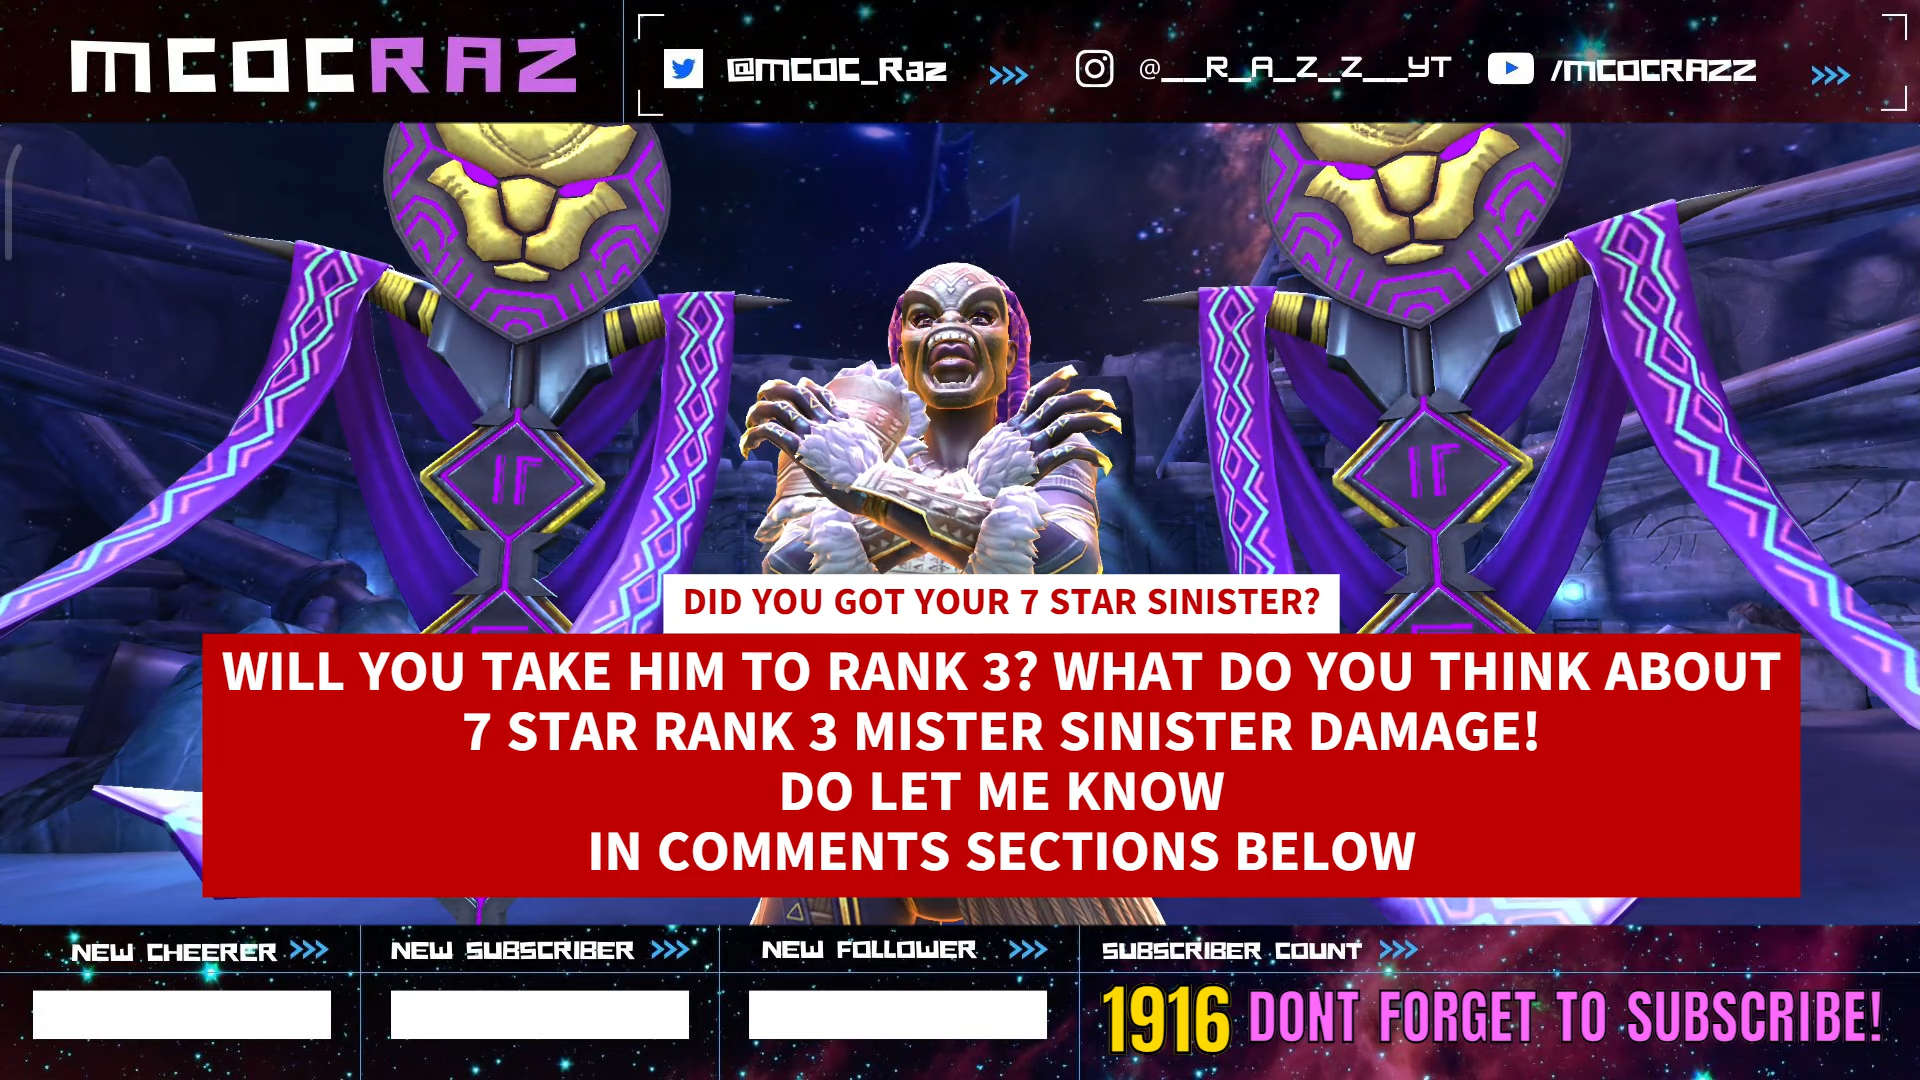 MCOCRAZ
@MCOC_Raz
@__R_A_Z_Z__YT
/MCOCRAZZ
DID YOU GOT YOUR 7 STAR SINISTER?
WILL YOU TAKE HIM TO RANK 3? WHAT DO YOU THINK ABOUT
7 STAR RANK 3 MISTER SINISTER DAMAGE!
DO LET ME KNOW
IN COMMENTS SECTIONS BELOW
NEW CHEERER
NEW SUBSCRIBER
NEW FOLLOWER
SUBSCRIBER COUNT
1916 DONT FORGET TO SUBSCRIBE!